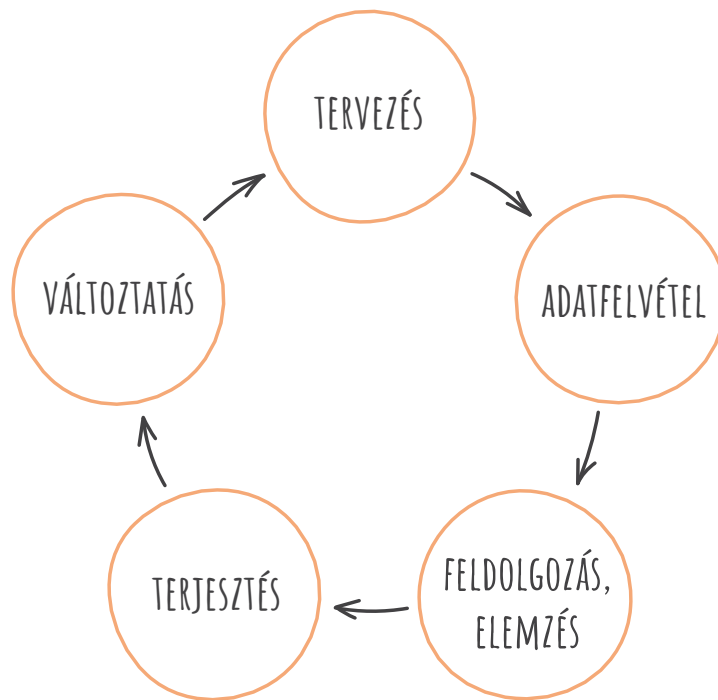 TERVEZÉS
ADATFELVÉTEL
FELDOLGOZÁS,
ELEMZÉS
TERJESZTÉS
VÁLTOZTATÁS